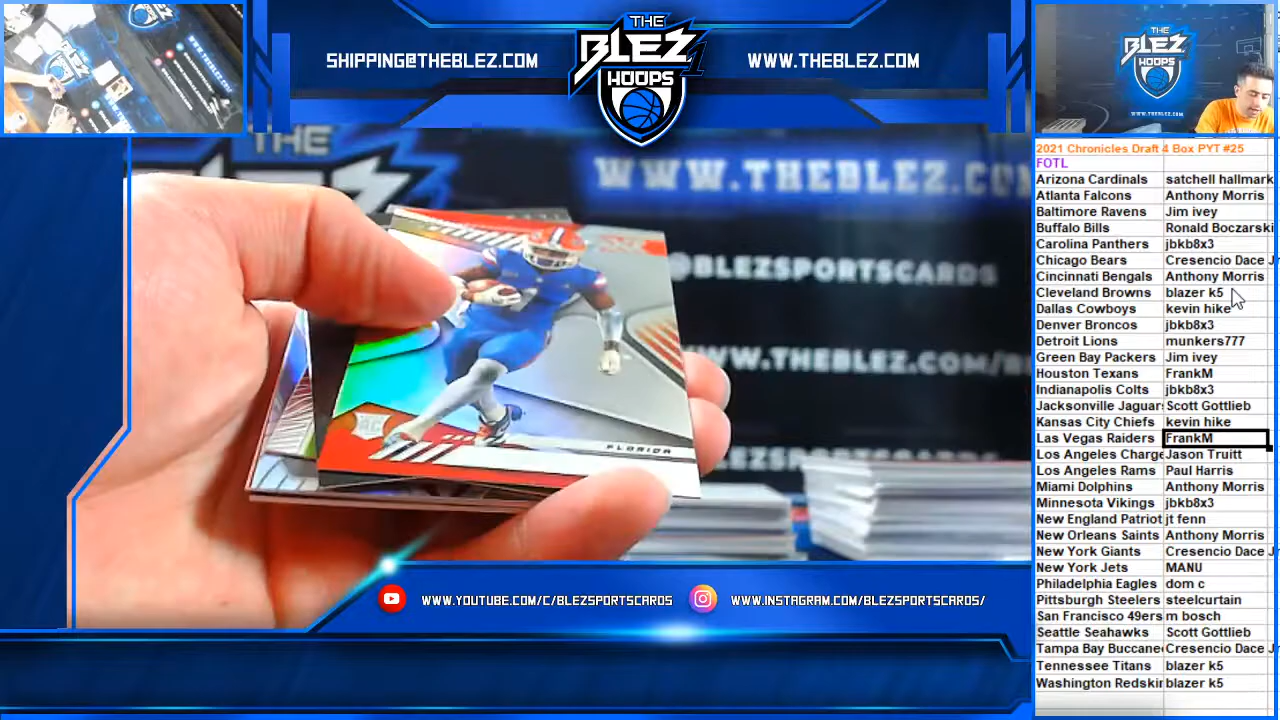 SHIPPING@THEBLEZ.COM
THE
BLEZ
HOOPS
WWW.THEBLEZ.COM
THE
WWW.THEBLEZ.CO
@BLEZSPORTSCARDS
WWW.THEBLEZ.COM/B
FLORIDA
RC
WWW.YOUTUBE.COM/C/BLEZSPORTSCARDS
WWW.INSTAGRAM.COM/BLEZSPORTSCARDS/
THE
BLEZ
WWW.THEBLEZ.COM
2021 Chronicles Draft 4 Box PYT #25
FOTL
Arizona Cardinals satchell hallmark
Atlanta Falcons Anthony Morris
Baltimore Ravens Jim ivey
Buffalo Bills Ronald Boczarski
Carolina Panthers jbkb8x3
Chicago Bears Cresencio Dace J
Cincinnati Bengals Anthony Morris
Cleveland Browns blazer k5
Dallas Cowboys kevin hike
Denver Broncos jbkb8x3
Detroit Lions munkers777
Green Bay Packers Jim ivey
Houston Texans FrankM
Indianapolis Colts jbkb8x3
Jacksonville Jaguar Scott Gottlieb
Kansas City Chiefs kevin hike
Las Vegas Raiders FrankM
Los Angeles Charge Jason Truitt
Los Angeles Rams Paul Harris
Miami Dolphins Anthony Morris
Minnesota Vikings jbkb8x3
New England Patriot jt fenn
New Orleans Saints Anthony Morris
New York Giants Cresencio Dace J
New York Jets MANU
Philadelphia Eagles dom c
Pittsburgh Steelers steelcurtain
San Francisco 49ers m bosch
Seattle Seahawks Scott Gottlieb
Tampa Bay Buccane Cresencio Dace J
Tennessee Titans blazer k5
Washington Redskin blazer k5